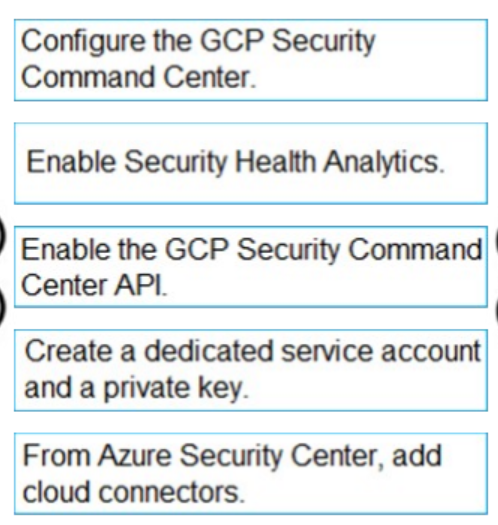 Configure the GCP Security
Command Center.
Enable Security Health Analytics.
Enable the GCP Security Command
Center API.
Create a dedicated service account
and a private key.
From Azure Security Center, add
cloud connectors.